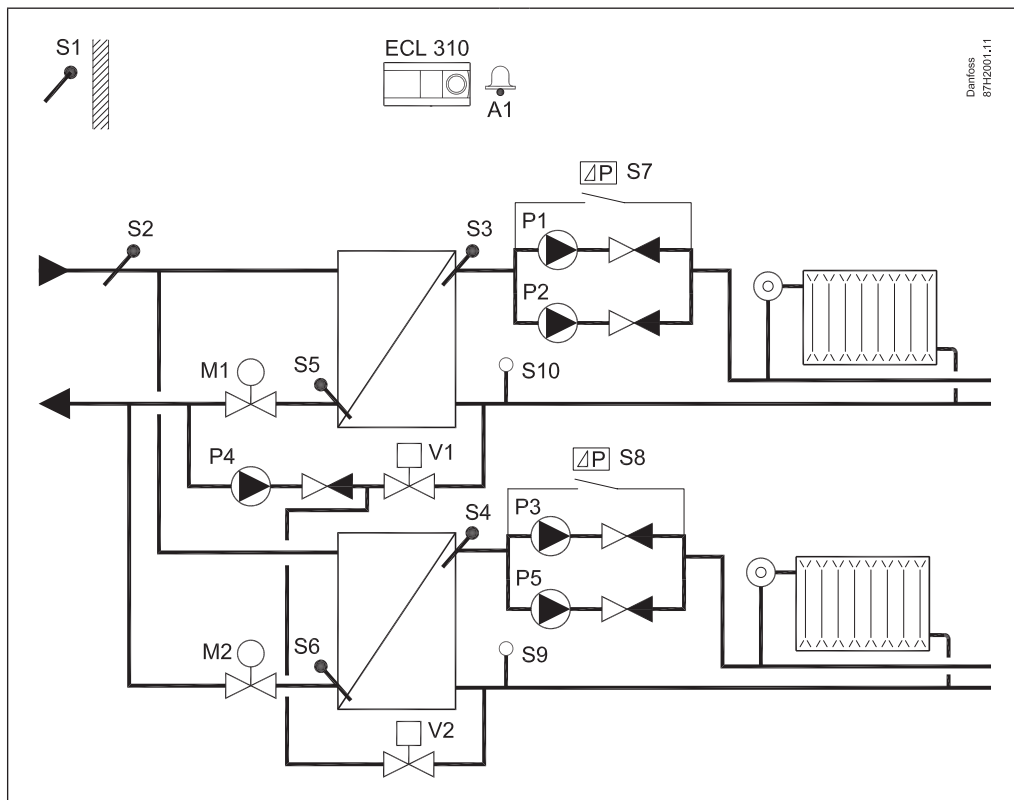 S1
ECL 310
A1
Danfoss
87H2001.11
⊿P S7
S2
S3
P1
P2
M1
S5
S10
P4
V1
⊿P S8
S4
P3
P5
M2
S6
S9
V2